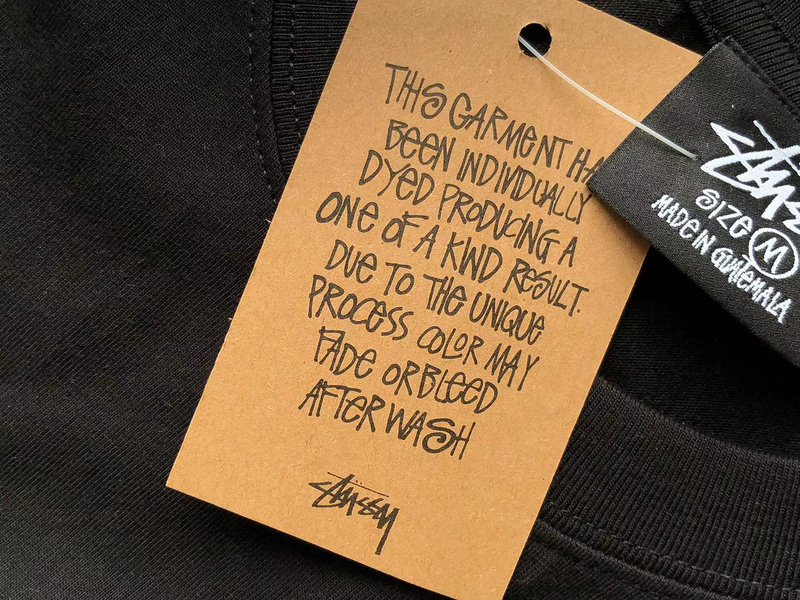 THIS GARMENT HA
BEEN INDIVIDUALLY
DYED PRODUCING A
ONE OF A KIND RESULT.
DUE TO THE UNIQUE
PROCESS COLOR MAY
FADE OR BLEED
AFTER WASH
Stüssy
Stüs
SIZE M
MADE IN GUATEMALA